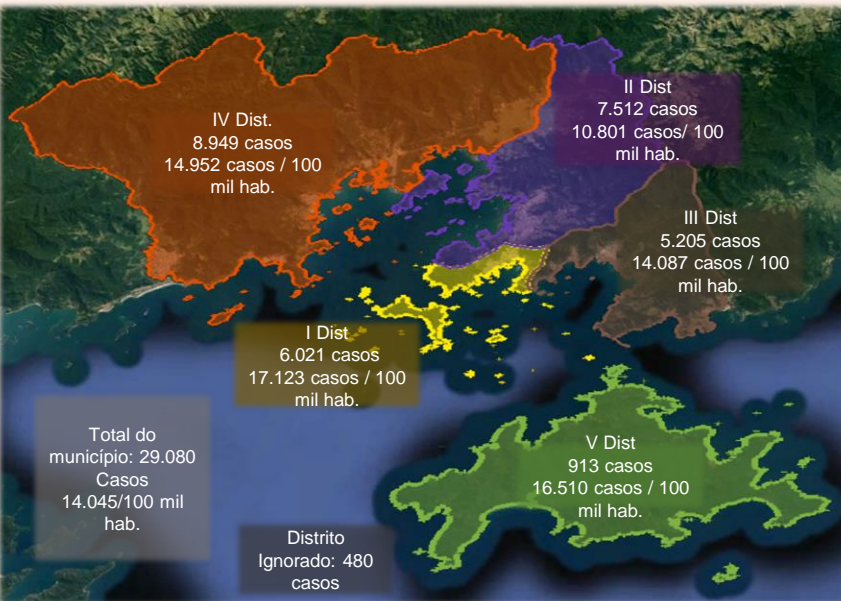 IV Dist.
8.949 casos
14.952 casos / 100
mil hab.
II Dist
7.512 casos
10.801 casos/ 100
mil hab.
III Dist
5.205 casos
14.087 casos / 100
mil hab.
I Dist
6.021 casos
17.123 casos / 100
mil hab.
V Dist
913 casos
16.510 casos / 100
mil hab.
Total do
município: 29.080
Casos
14.045/100 mil
hab.
Distrito
Ignorado: 480
casos